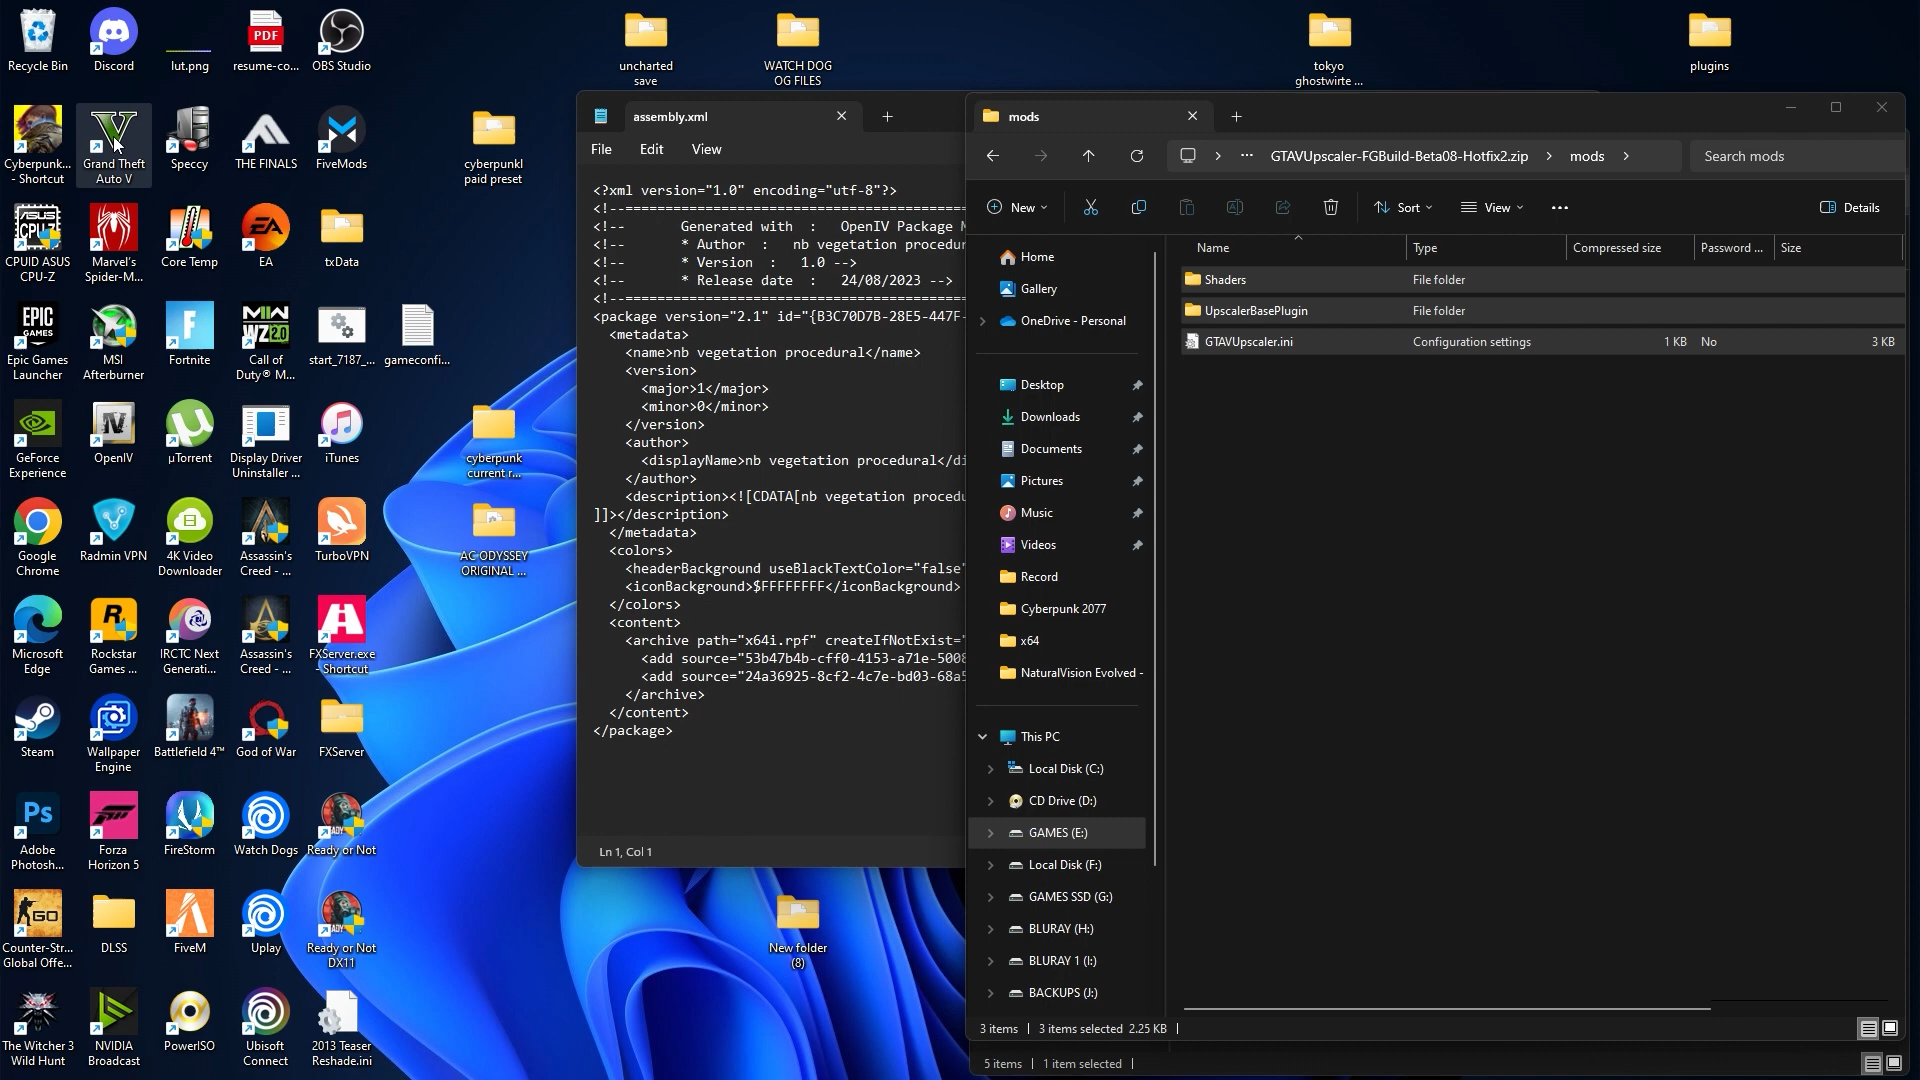 Recycle Bin
Discord
lut.png
PDF
resume-co...
OBS Studio
uncharted
save
WATCH DOG
OG FILES
tokyo
ghostwirte ...
plugins
Cyberpunk...
- Shortcut
Grand Theft
Auto V
Speccy
THE FINALS
FiveMods
cyberpunkl
paid preset
CPUID ASUS
CPU-Z
Marvel's
Spider-M...
Core Temp
EA
txData
Epic Games
Launcher
MSI
Afterburner
Fortnite
Call of
Duty® M...
start_7187_...
gameconfi...
GeForce
Experience
OpenIV
µTorrent
Display Driver
Uninstaller ...
iTunes
cyberpunk
current r...
Google
Chrome
Radmin VPN
4K Video
Downloader
Assassin's
Creed - ...
TurboVPN
AC ODYSSEY
ORIGINAL ...
Microsoft
Edge
Rockstar
Games ...
IRCTC Next
Generati...
Assassin's
Creed - ...
FXServer.exe
- Shortcut
Steam
Wallpaper
Engine
Battlefield 4™
God of War
FXServer
Adobe
Photosh...
Forza
Horizon 5
FireStorm
Watch Dogs
Ready or Not
Counter-Str...
Global Offe...
DLSS
FiveM
Uplay
Ready or Not
DX11
New folder
(8)
The Witcher 3
Wild Hunt
NVIDIA
Broadcast
PowerISO
Ubisoft
Connect
2013 Teaser
Reshade.ini
assembly.xml
File Edit View
<?xml version="1.0" encoding="utf-8"?>
<!--==========================================
<!--       Generated with  :   OpenIV Package M
<!--       * Author  :   nb vegetation procedur
<!--       * Version  :   1.0 -->
<!--       * Release date  :   24/08/2023 -->
<!--==========================================
<package version="2.1" id="{B3C70D7B-28E5-447F-
<metadata>
<name>nb vegetation procedural</name>
<version>
<major>1</major>
<minor>0</minor>
</version>
<author>
<displayName>nb vegetation procedural</di
</author>
<description><![CDATA[nb vegetation procedu
]]></description>
</metadata>
<colors>
<headerBackground useBlackTextColor="false"
<iconBackground>$FFFFFFFF</iconBackground>
</colors>
<content>
<archive path="x64i.rpf" createIfNotExist="
<add source="53b47b4b-cff0-4153-a71e-5008
<add source="24a36925-8cf2-4c7e-bd03-68a5
</archive>
</content>
</package>
Ln 1, Col 1
mods
GTAVUpscaler-FGBuild-Beta08-Hotfix2.zip > mods >
Search mods
New
Sort
View
Details
Name Type Compressed size Password ... Size
Shaders File folder
UpscalerBasePlugin File folder
GTAVUpscaler.ini Configuration settings 1 KB No 3 KB
Home
Gallery
OneDrive - Personal
Desktop
Downloads
Documents
Pictures
Music
Videos
Record
Cyberpunk 2077
x64
NaturalVision Evolved -
This PC
Local Disk (C:)
CD Drive (D:)
GAMES (E:)
Local Disk (F:)
GAMES SSD (G:)
BLURAY (H:)
BLURAY 1 (I:)
BACKUPS (J:)
3 items | 3 items selected 2.25 KB |
5 items | 1 item selected |